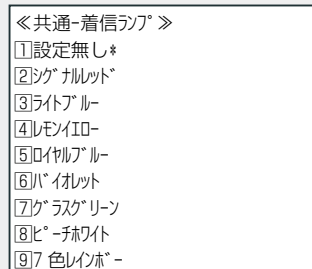 ≪共通-着信ﾗﾝﾌﾟ≫
1設定無し*
2ｼｸﾞﾅﾙﾚｯﾄﾞ
3ﾗｲﾄﾌﾞﾙｰ
4ﾚﾓﾝｲｴﾛｰ
5ﾛｲﾔﾙﾌﾞﾙｰ
6ﾊﾞｲｵﾚｯﾄ
7ｸﾞﾗｽｸﾞﾘｰﾝ
8ﾋﾟｰﾁﾎﾜｲﾄ
97色ﾚｲﾝﾎﾞｰ